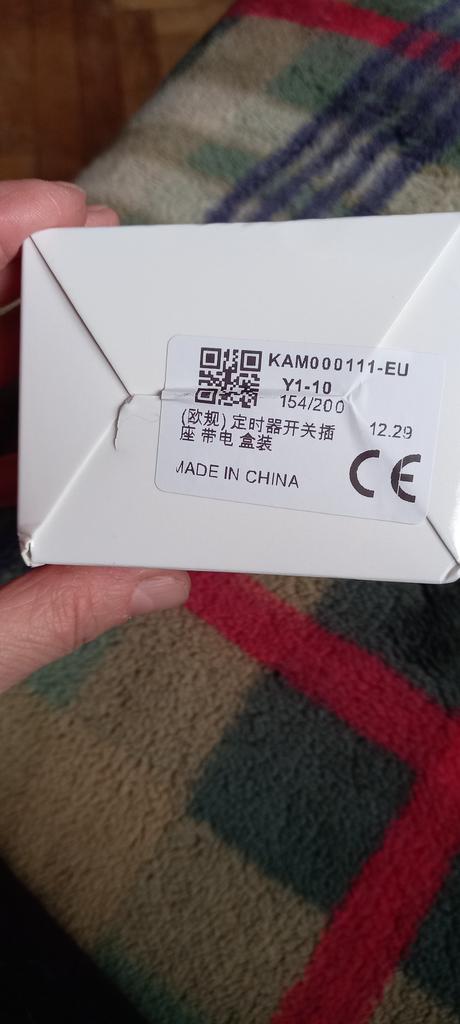 KAM000111-EU
Y1-10
154/200
(欧规) 定时器开关插
座 带电 盒装
12.29
MADE IN CHINA
CE